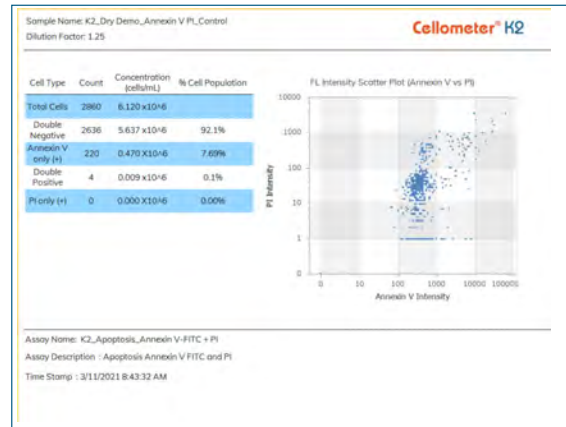 Sample Name: K2_Dry Demo_Annexin V PI_Control
Dilution Factor: 1.25
Cellometer® K2
Cell Type Count Concentration (cells/mL) % Cell Population
Total Cells 2860 6.120 x10^6
Double Negative 2636 5.637 x10^6 92.1%
Annexin V only (+) 220 0.470 X10^6 7.69%
Double Positive 4 0.009 x10^6 0.1%
PI only (+) 0 0.000 X10^6 0.00%
FL Intensity Scatter Plot (Annexin V vs PI)
10000
1000
100
10
1
0
PI Intensity
0 10 100 1000 10000 100000
Annexin V Intensity
Assay Name: K2_Apoptosis_Annexin V-FITC + PI
Assay Description : Apoptosis Annexin V FITC and PI
Time Stamp : 3/11/2021 8:43:32 AM